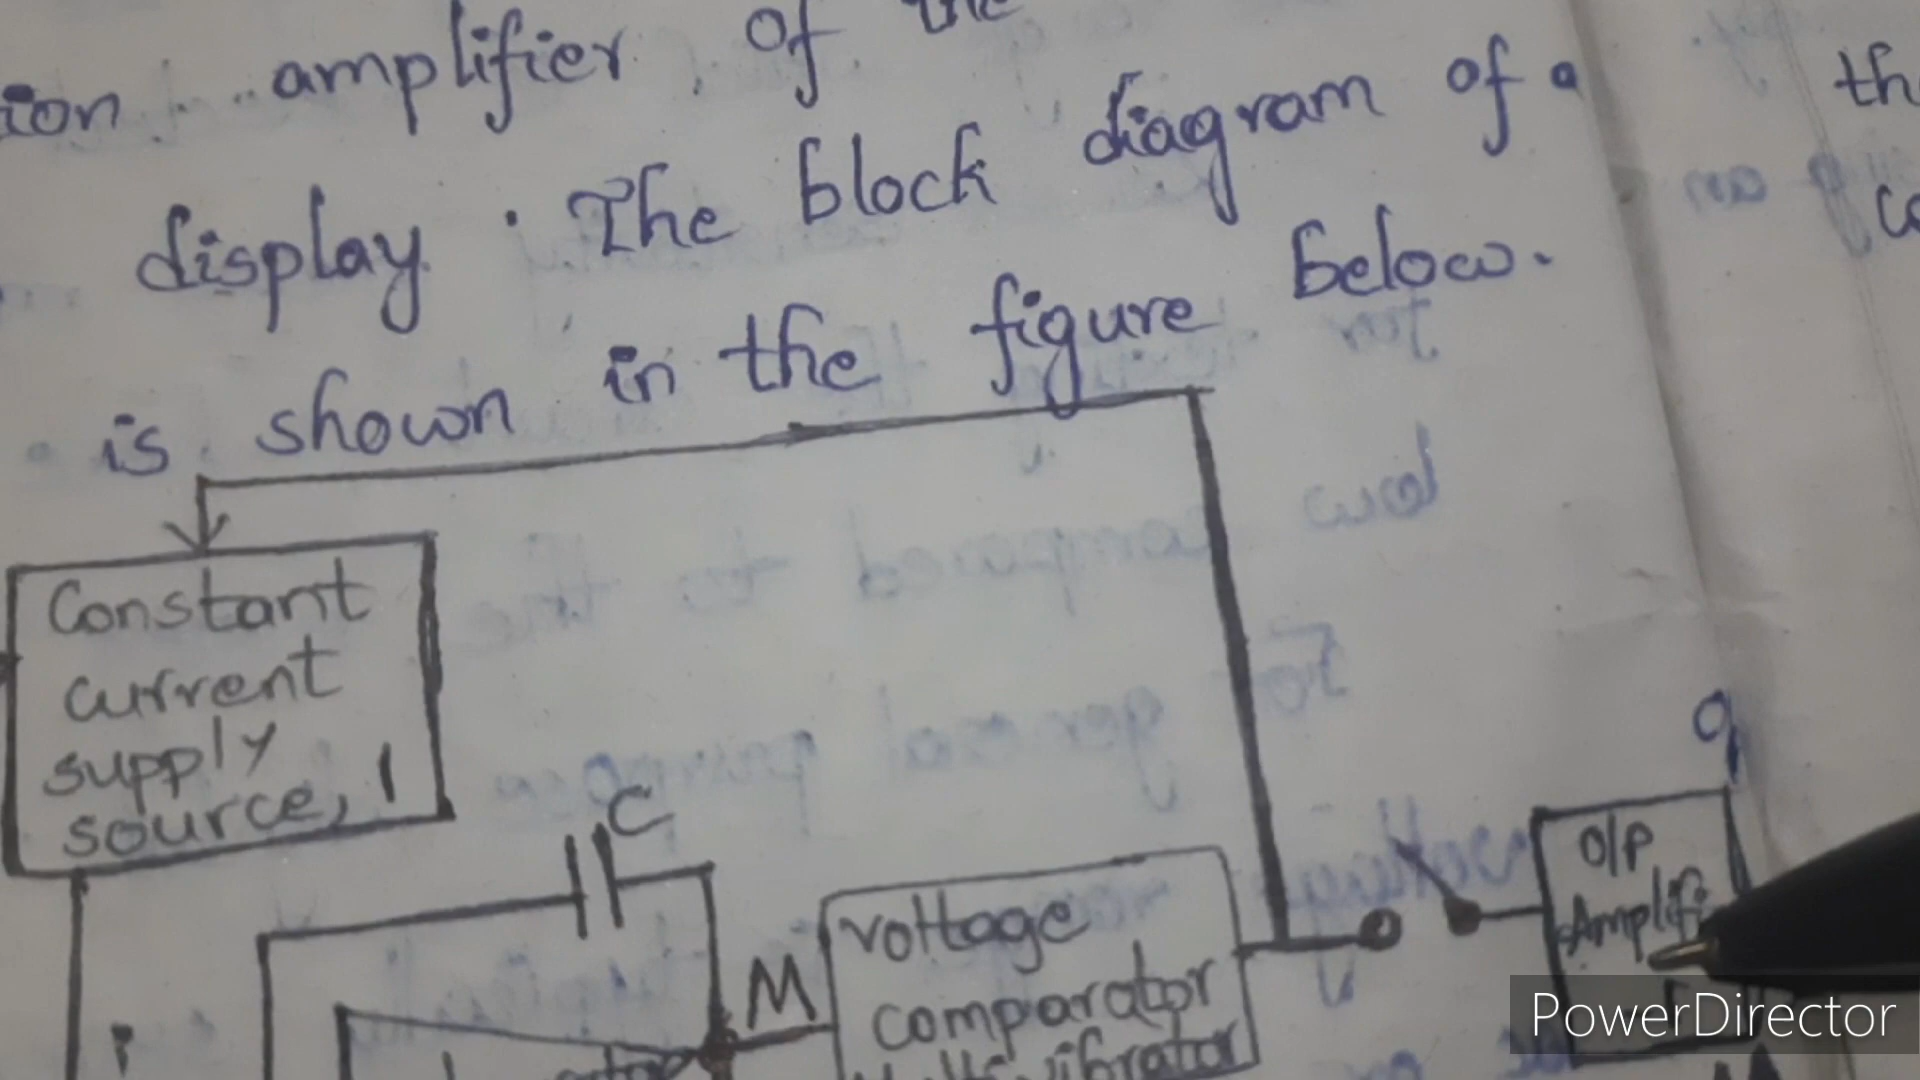 amplifier of the
display. The block diagram of a
is shown in the figure below.
Constant
current
supply
source, I
C
M
voltage
comparator
i
O/P
q
PowerDirector